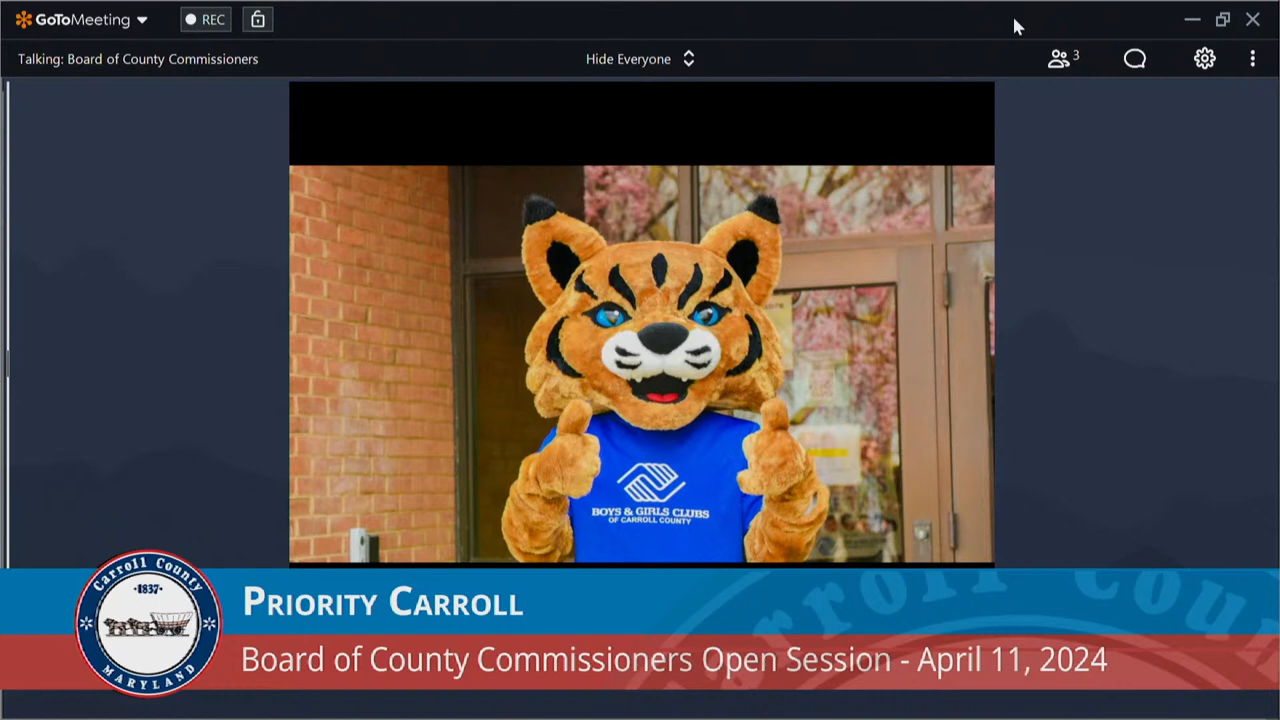 GoToMeeting
REC
Talking: Board of County Commissioners
Hide Everyone
3
BOYS & GIRLS CLUBS
OF CARROLL COUNTY
Carroll County
·1837·
MARYLAND
PRIORITY CARROLL
Board of County Commissioners Open Session - April 11, 2024